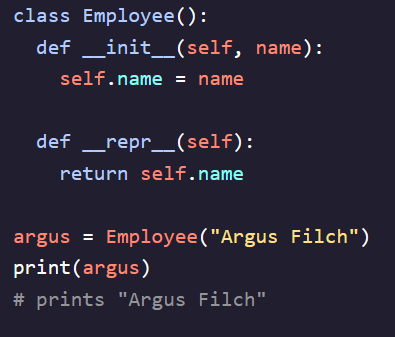 class Employee():
  def __init__(self, name):
    self.name = name

  def __repr__(self):
    return self.name

argus = Employee("Argus Filch")
print(argus)
# prints "Argus Filch"